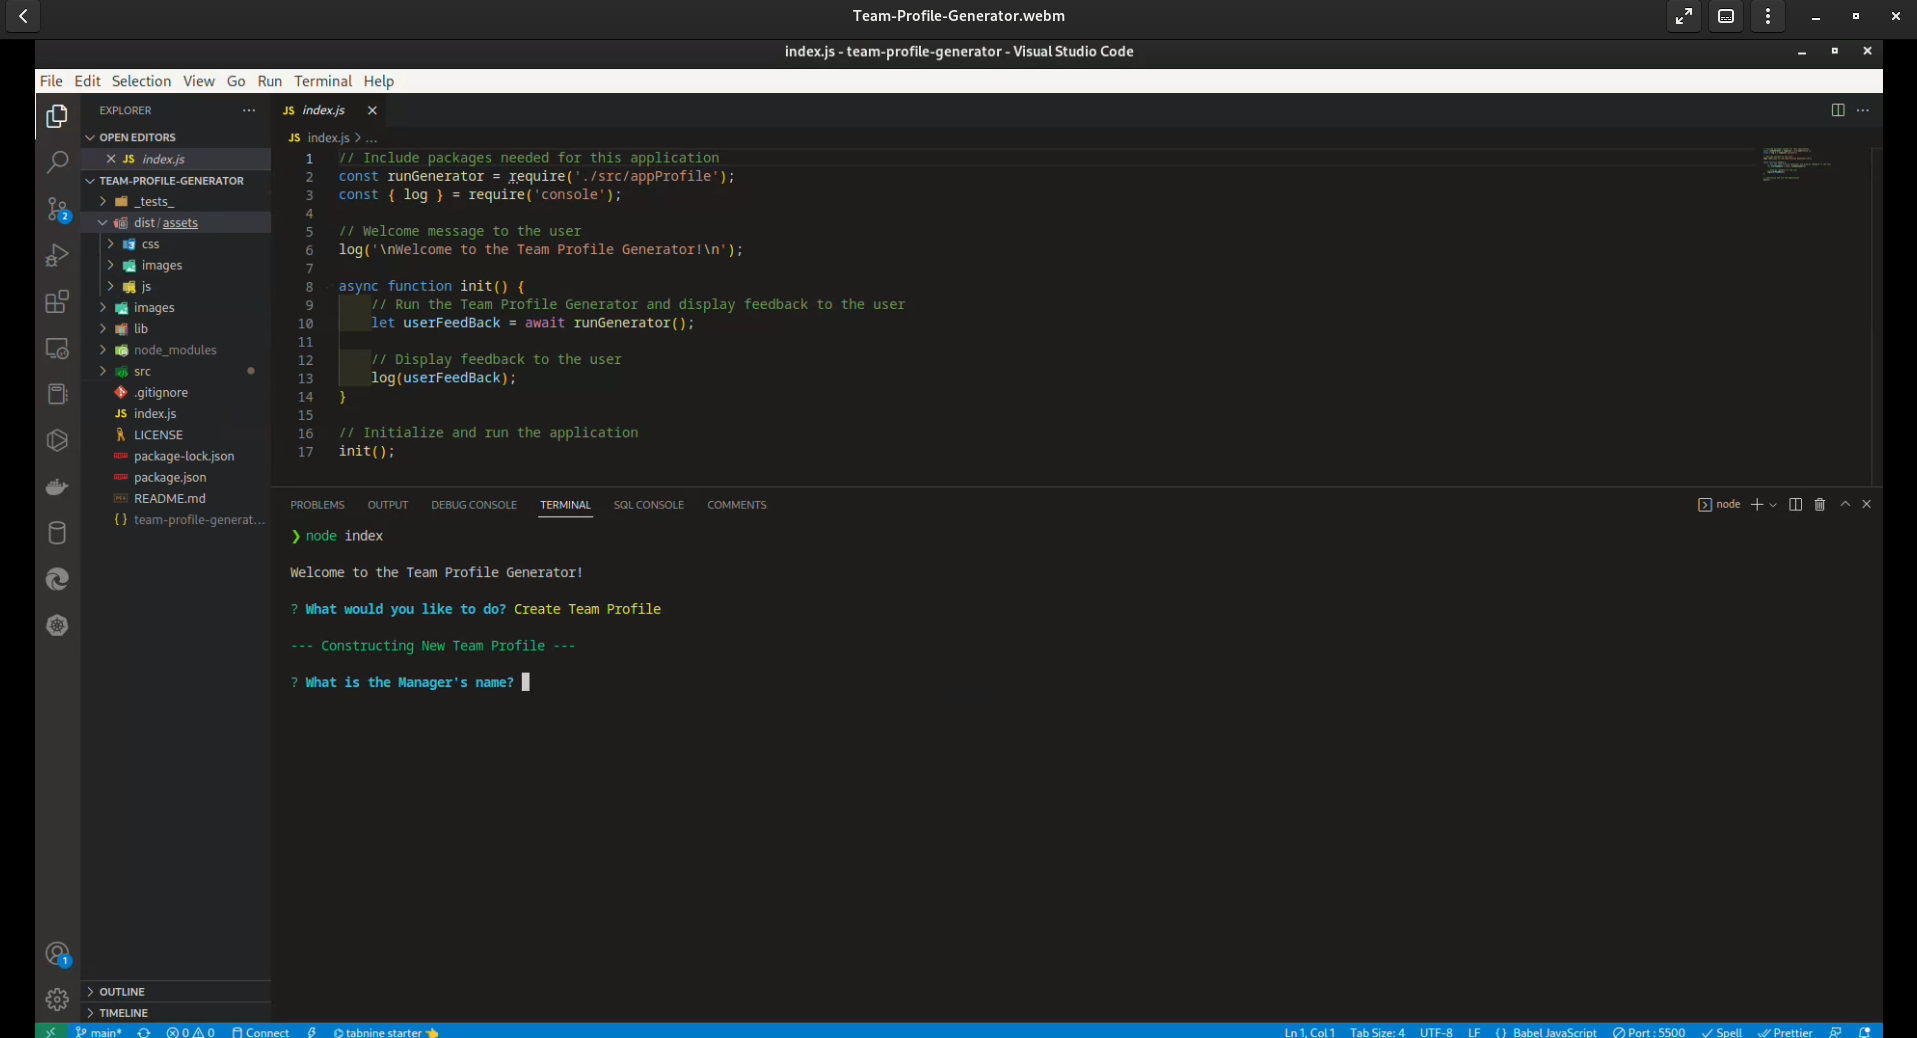 Team-Profile-Generator.webm
index.js - team-profile-generator - Visual Studio Code
File Edit Selection View Go Run Terminal Help
EXPLORER
OPEN EDITORS
JS index.js
TEAM-PROFILE-GENERATOR
_tests_
dist/assets
css
images
js
images
lib
node_modules
src
.gitignore
JS index.js
LICENSE
package-lock.json
package.json
README.md
{ } team-profile-generat...
OUTLINE
TIMELINE
2
1
JS index.js
JS index.js > ...
1 // Include packages needed for this application
2 const runGenerator = require('./src/appProfile');
3 const { log } = require('console');
4
5 // Welcome message to the user
6 log('\nWelcome to the Team Profile Generator!\n');
7
8 async function init() {
9 // Run the Team Profile Generator and display feedback to the user
10 let userFeedBack = await runGenerator();
11
12 // Display feedback to the user
13 log(userFeedBack);
14 }
15
16 // Initialize and run the application
17 init();
PROBLEMS OUTPUT DEBUG CONSOLE TERMINAL SQL CONSOLE COMMENTS
node
❯ node index
Welcome to the Team Profile Generator!
? What would you like to do? Create Team Profile
--- Constructing New Team Profile ---
? What is the Manager's name?
main* 0 0 Connect tabnine starter
Ln 1, Col 1 Tab Size: 4 UTF-8 LF { } Babel JavaScript Port : 5500 Spell Prettier